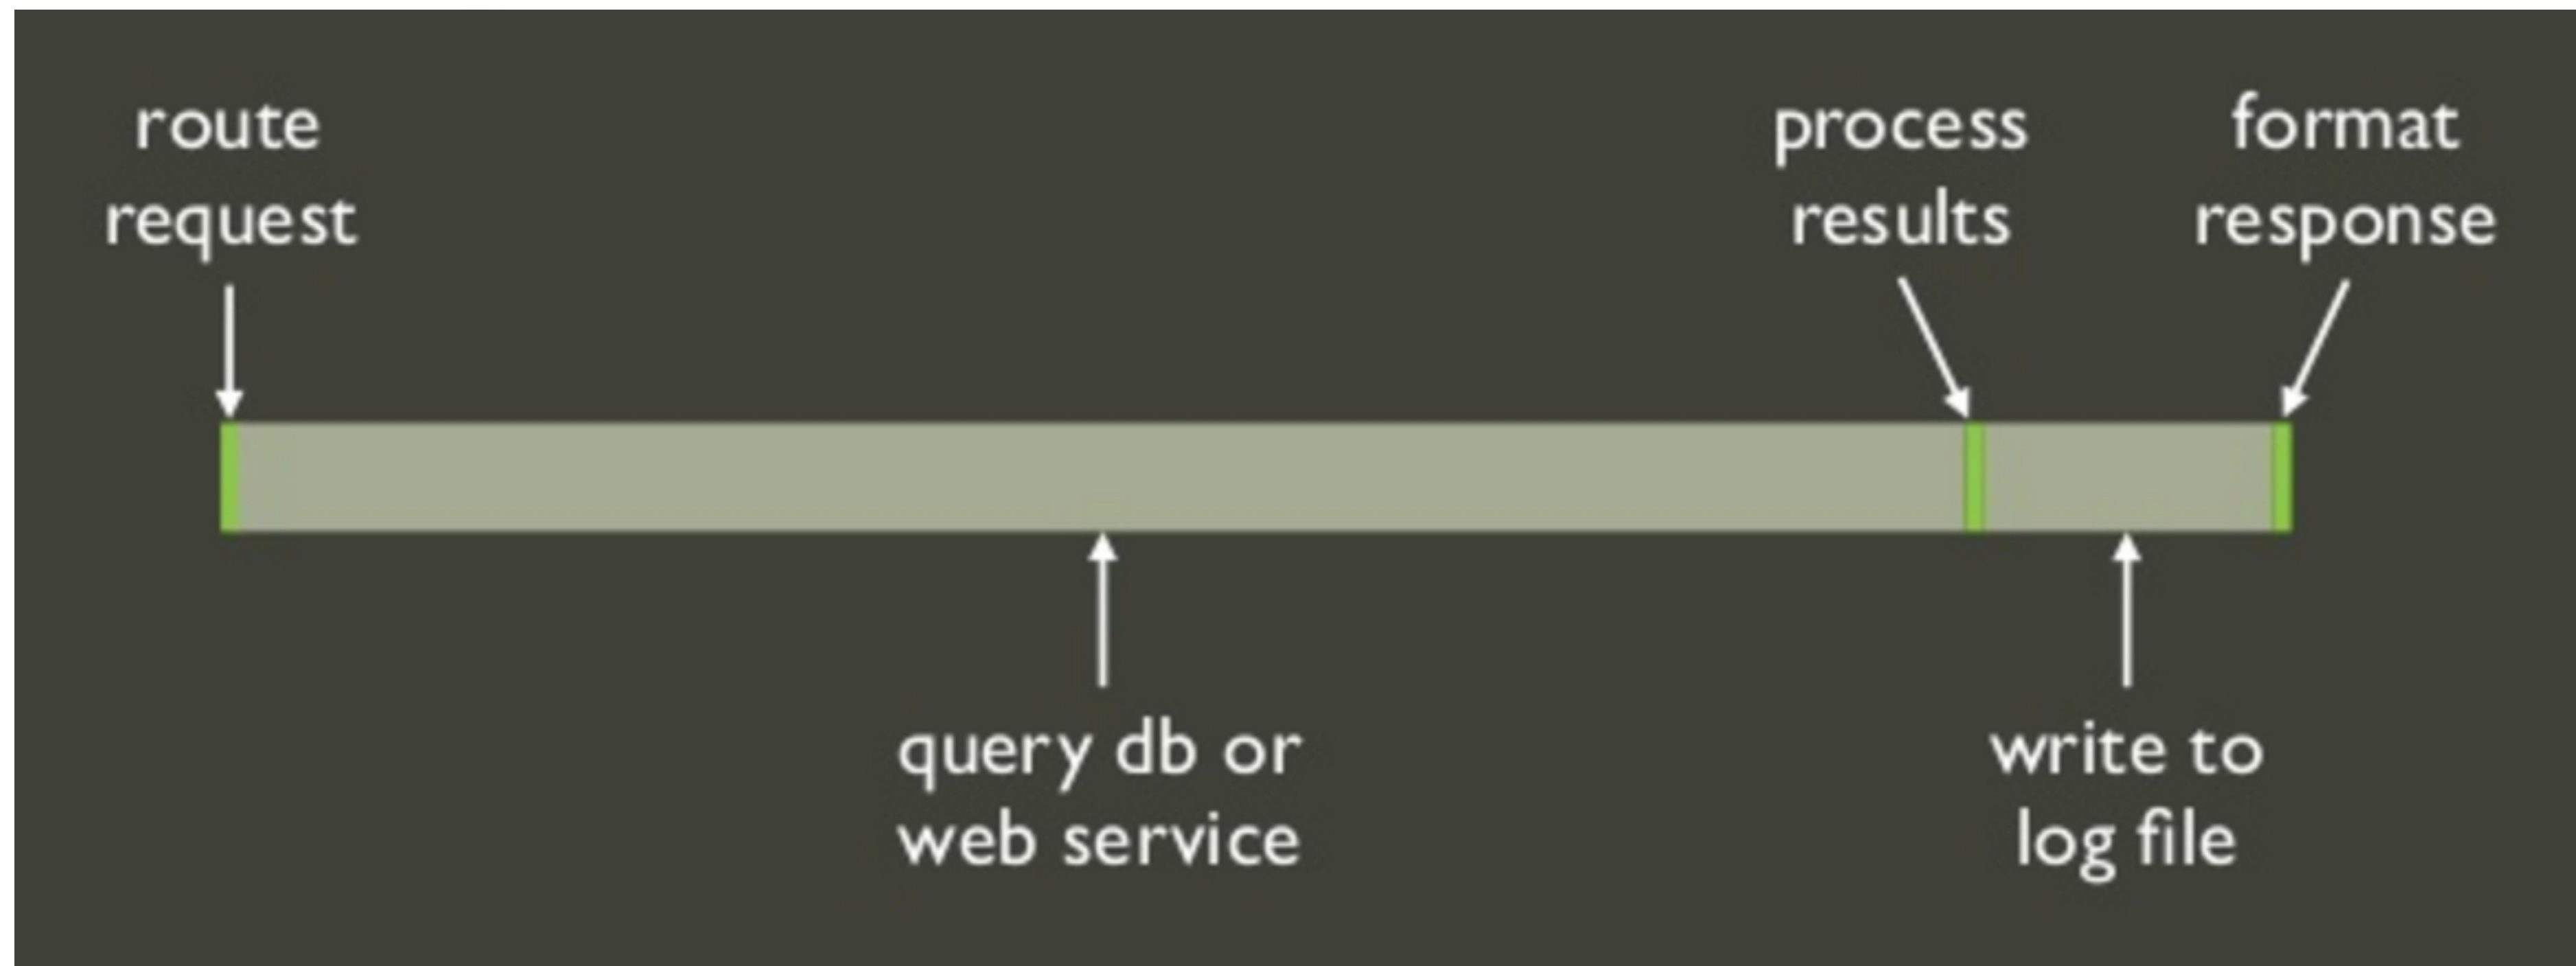 route
request
process
results
format
response
query db or
web service
write to
log file